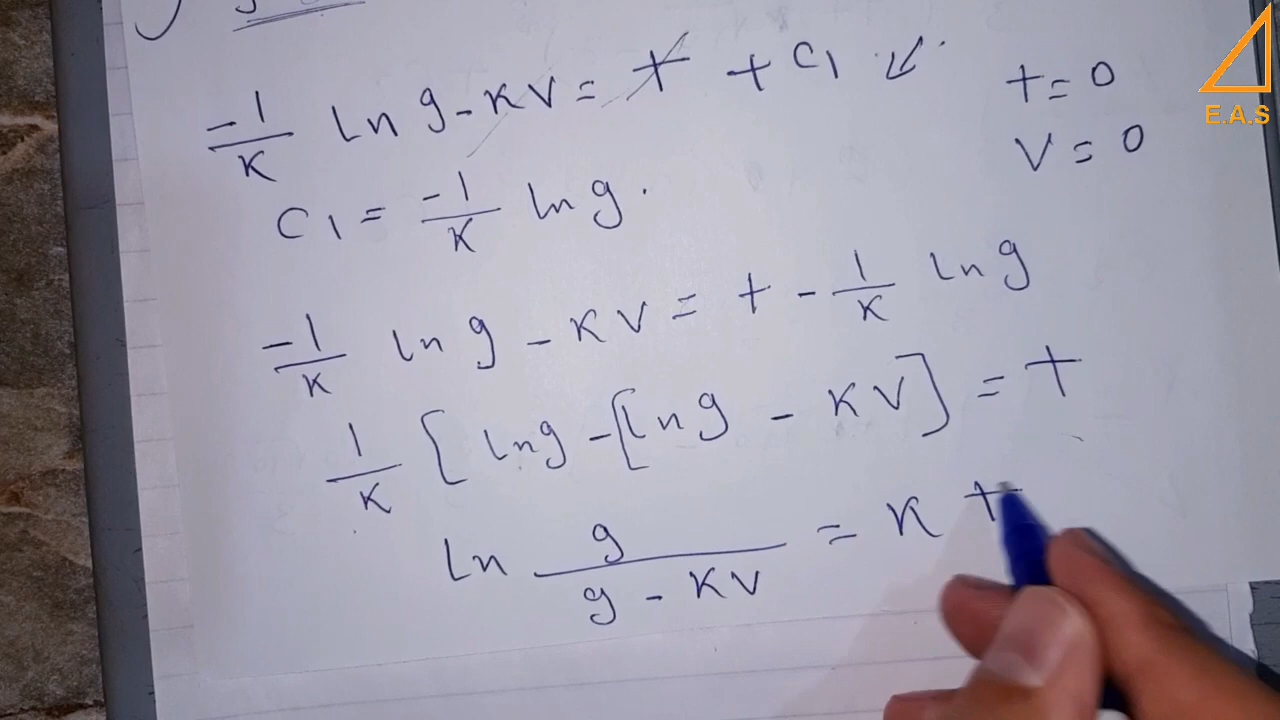 -1/K ln g - KV = t + C1
t = 0
V = 0
C1 = -1/K ln g.
-1/K ln g - KV = t - 1/K ln g
1/K [ ln g - [ ln g - KV ] = t
ln g/g - KV = K t
E.A.S